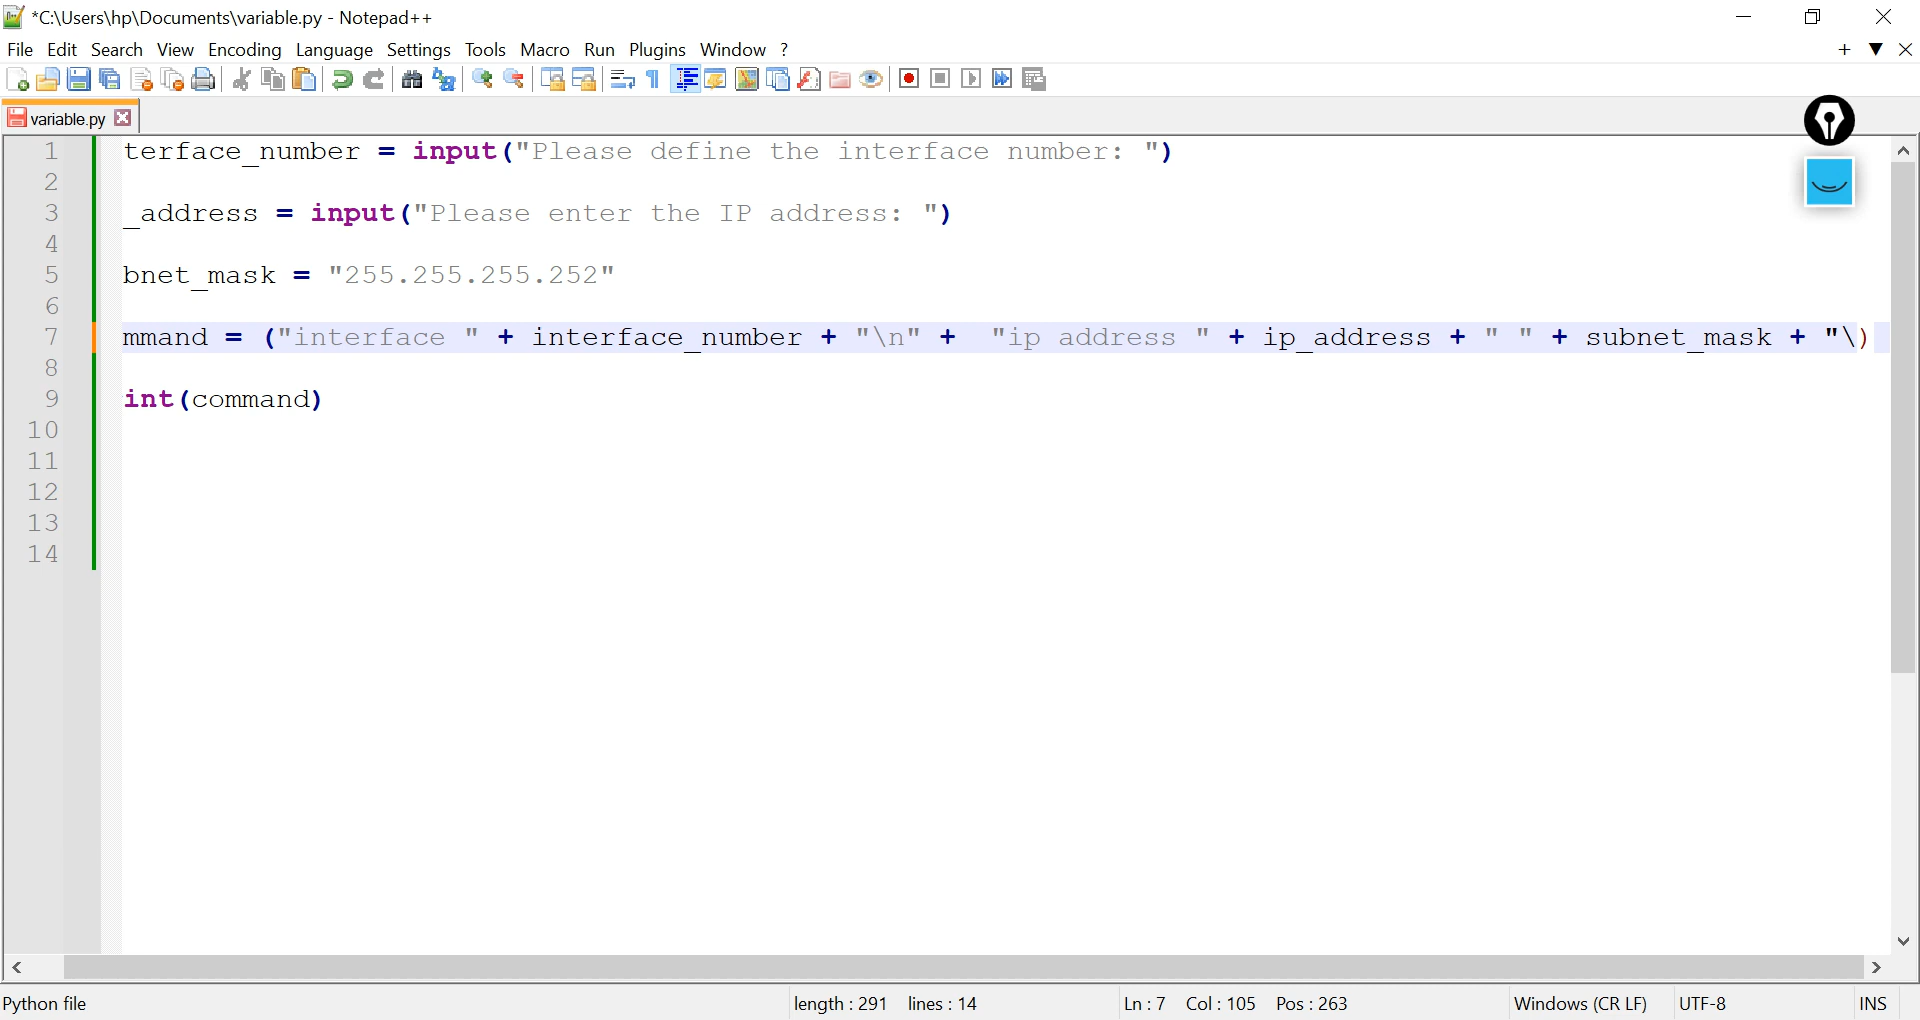 *C:\Users\hp\Documents\variable.py - Notepad++
File Edit Search View Encoding Language Settings Tools Macro Run Plugins Window ?
variable.py
1 terface_number = input("Please define the interface number: ")
2
3 _address = input("Please enter the IP address: ")
4
5 bnet_mask = "255.255.255.252"
6
7 mmand = ("interface " + interface_number + "\n" +  "ip address " + ip_address + " " + subnet_mask + "\)
8
9 int(command)
10
11
12
13
14
Python file length : 291 lines : 14 Ln : 7 Col : 105 Pos : 263 Windows (CR LF) UTF-8 INS